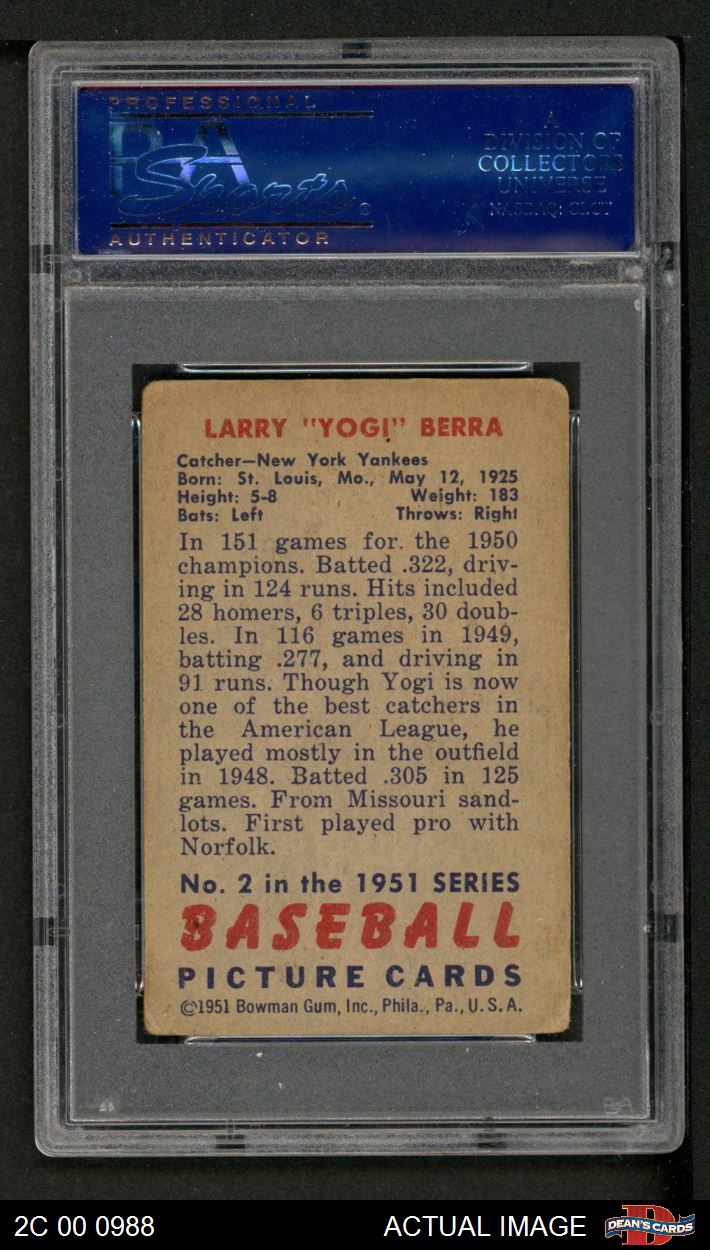 PROFESSIONAL
PSA
Sports
AUTHENTICATOR
A
DIVISION OF
COLLECTORS
UNIVERSE
NASDAQ: CLCT
LARRY "YOGI" BERRA
Catcher—New York Yankees
Born: St. Louis, Mo., May 12, 1925
Height: 5-8 Weight: 183
Bats: Left Throws: Right
In 151 games for the 1950
champions. Batted .322, driv-
ing in 124 runs. Hits included
28 homers, 6 triples, 30 doub-
les. In 116 games in 1949,
batting .277, and driving in
91 runs. Though Yogi is now
one of the best catchers in
the American League, he
played mostly in the outfield
in 1948. Batted .305 in 125
games. From Missouri sand-
lots. First played pro with
Norfolk.
No. 2 in the 1951 SERIES
BASEBALL
PICTURE CARDS
©1951 Bowman Gum, Inc., Phila., Pa., U. S. A.
2C 00 0988 ACTUAL IMAGE DEAN'S CARDS